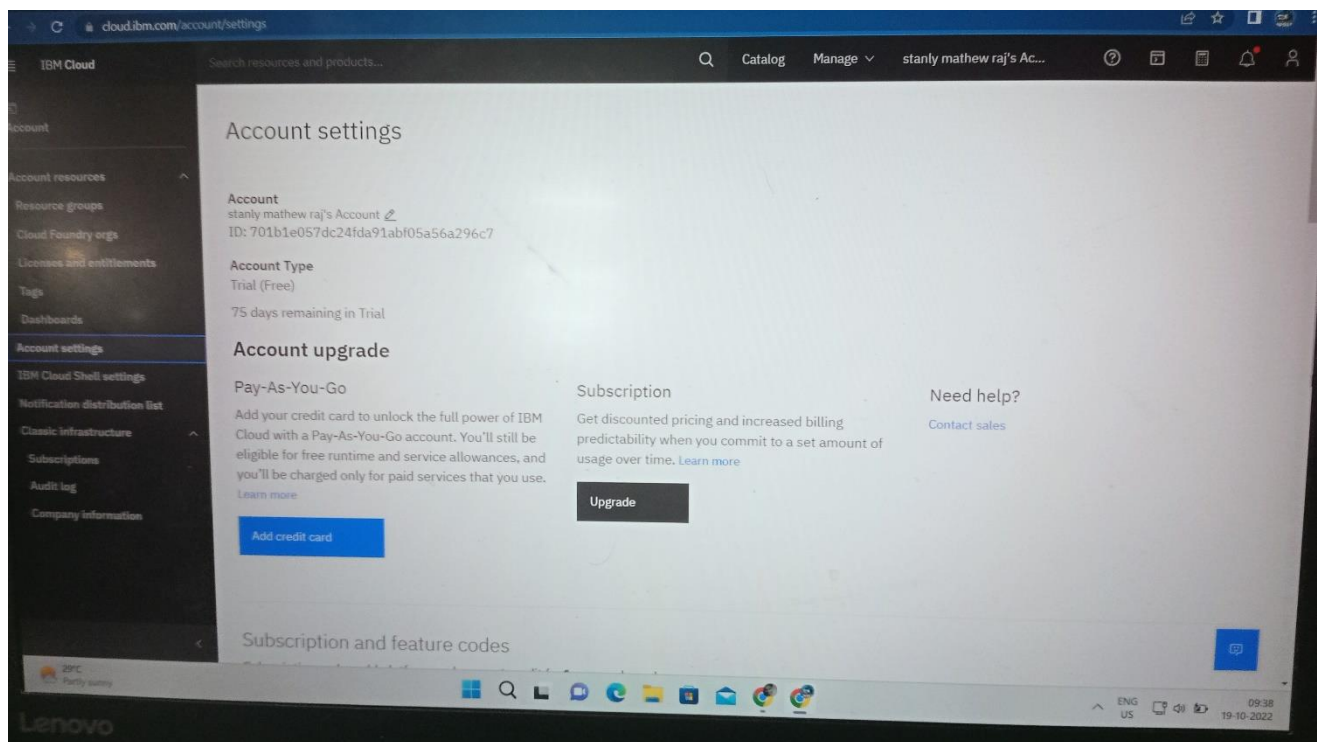 cloud.ibm.com/account/settings
IBM Cloud
Search resources and products...
Catalog
Manage
stanly mathew raj's Ac...
Account
Account resources
Resource groups
Cloud Foundry orgs
Licenses and entitlements
Tags
Dashboards
Account settings
IBM Cloud Shell settings
Notification distribution list
Classic infrastructure
Subscriptions
Audit log
Company information
Account settings
Account
stanly mathew raj's Account
ID: 701b1e057dc24fda91abf05a56a296c7
Account Type
Trial (Free)
75 days remaining in Trial
Account upgrade
Pay-As-You-Go
Add your credit card to unlock the full power of IBM
Cloud with a Pay-As-You-Go account. You'll still be
eligible for free runtime and service allowances, and
you'll be charged only for paid services that you use.
Learn more
Add credit card
Subscription
Get discounted pricing and increased billing
predictability when you commit to a set amount of
usage over time. Learn more
Upgrade
Need help?
Contact sales
Subscription and feature codes
29°C
Partly sunny
ENG
US
09:38
19-10-2022
Lenovo